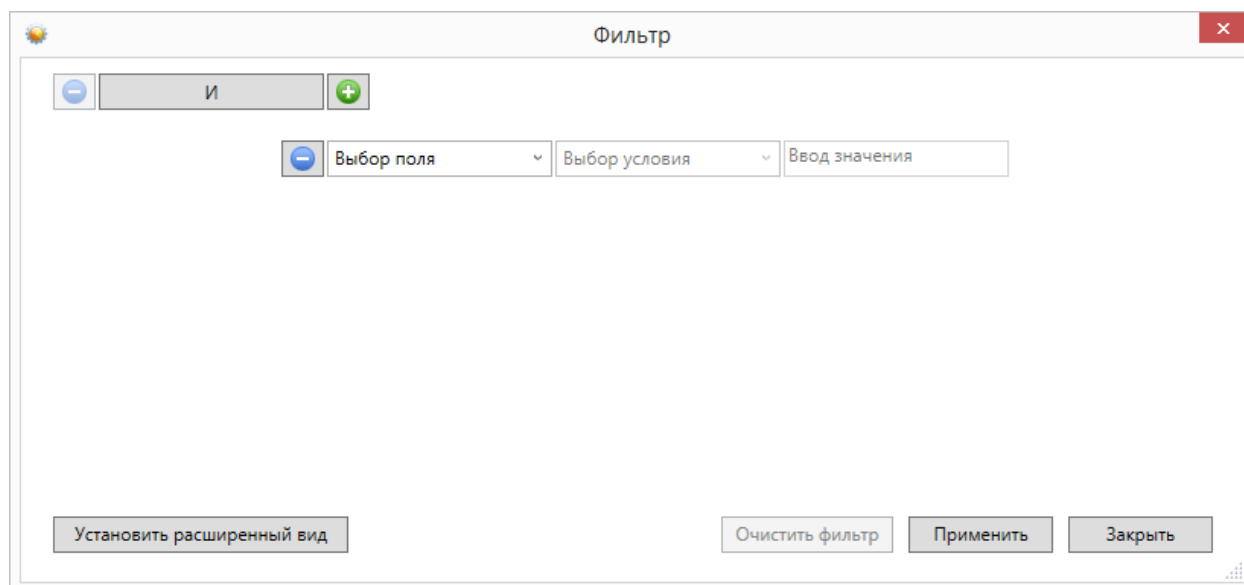 Фильтр
И
Выбор поля Выбор условия Ввод значения
Установить расширенный вид Очистить фильтр Применить Закрыть